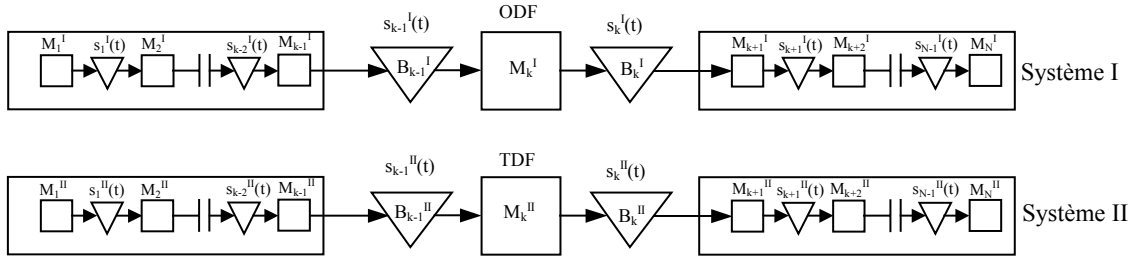 s_{k-1}^{I}(t) ODF s_k^{I}(t)
M_1^{I} s_1^{I}(t) M_2^{I} s_{k-2}^{I}(t) M_{k-1}^{I} M_{k+1}^{I} s_{k+1}^{I}(t) M_{k+2}^{I} s_{N-1}^{I}(t) M_N^{I}
B_{k-1}^{I} M_k^{I} B_k^{I} Système I
s_{k-1}^{II}(t) TDF s_k^{II}(t)
M_1^{II} s_1^{II}(t) M_2^{II} s_{k-2}^{II}(t) M_{k-1}^{II} M_{k+1}^{II} s_{k+1}^{II}(t) M_{k+2}^{II} s_{N-1}^{II}(t) M_N^{II}
B_{k-1}^{II} M_k^{II} B_k^{II} Système II